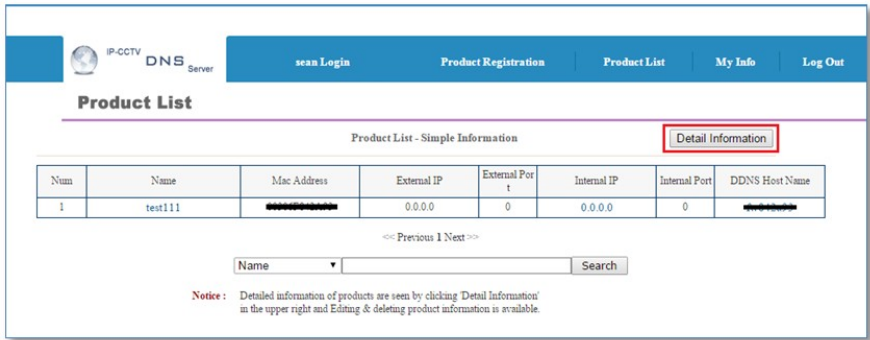 IP-CCTV DNS Server
sean Login Product Registration Product List My Info Log Out
Product List
Product List - Simple Information Detail Information
Num Name Mac Address External IP External Por
t Internal IP Internal Port DDNS Host Name
1 test111 0.0.0.0 0 0.0.0.0 0
<< Previous 1 Next >>
Name Search
Notice : Detailed information of products are seen by clicking 'Detail Information'
in the upper right and Editing & deleting product information is available.